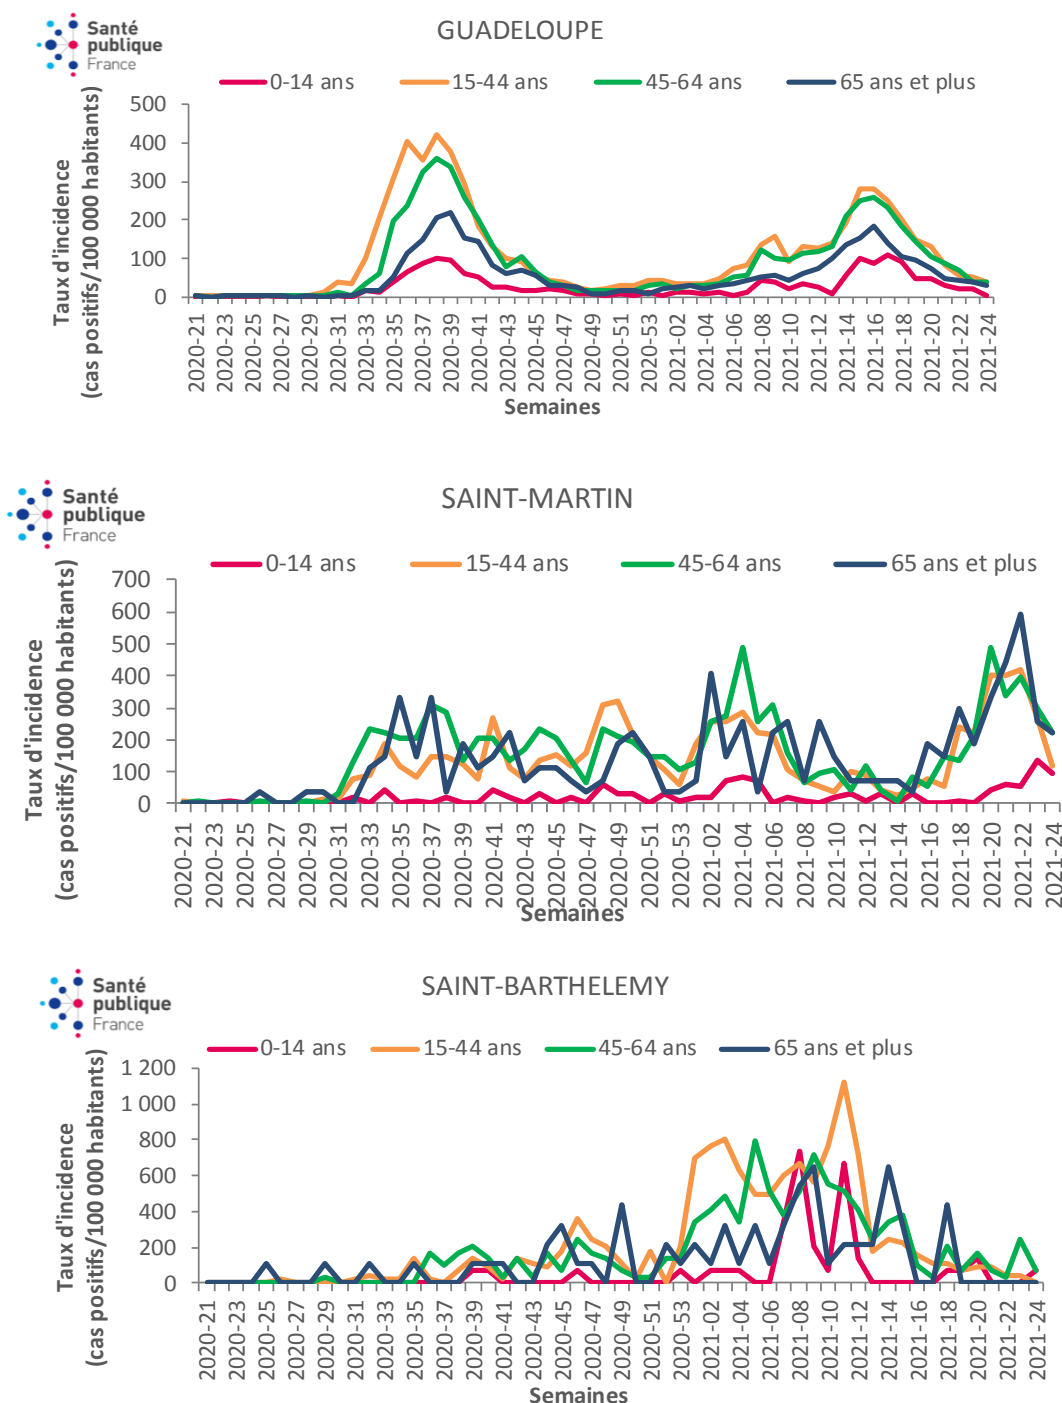 Santé
publique
France
GUADELOUPE
0-14 ans 15-44 ans 45-64 ans 65 ans et plus
Taux d'incidence
(cas positifs/100 000 habitants)
500
400
300
200
100
0
2020-21 2020-23 2020-25 2020-27 2020-29 2020-31 2020-33 2020-35 2020-37 2020-39 2020-41 2020-43 2020-45 2020-47 2020-49 2020-51 2020-53 2021-02 2021-04 2021-06 2021-08 2021-10 2021-12 2021-14 2021-16 2021-18 2021-20 2021-22 2021-24
Semaines
Santé
publique
France
SAINT-MARTIN
0-14 ans 15-44 ans 45-64 ans 65 ans et plus
Taux d'incidence
(cas positifs/100 000 habitants)
700
600
500
400
300
200
100
0
2020-21 2020-23 2020-25 2020-27 2020-29 2020-31 2020-33 2020-35 2020-37 2020-39 2020-41 2020-43 2020-45 2020-47 2020-49 2020-51 2020-53 2021-02 2021-04 2021-06 2021-08 2021-10 2021-12 2021-14 2021-16 2021-18 2021-20 2021-22 2021-24
Semaines
Santé
publique
France
SAINT-BARTHELEMY
0-14 ans 15-44 ans 45-64 ans 65 ans et plus
Taux d'incidence
(cas positifs/100 000 habitants)
1 200
1 000
800
600
400
200
0
2020-21 2020-23 2020-25 2020-27 2020-29 2020-31 2020-33 2020-35 2020-37 2020-39 2020-41 2020-43 2020-45 2020-47 2020-49 2020-51 2020-53 2021-02 2021-04 2021-06 2021-08 2021-10 2021-12 2021-14 2021-16 2021-18 2021-20 2021-22 2021-24
Semaines